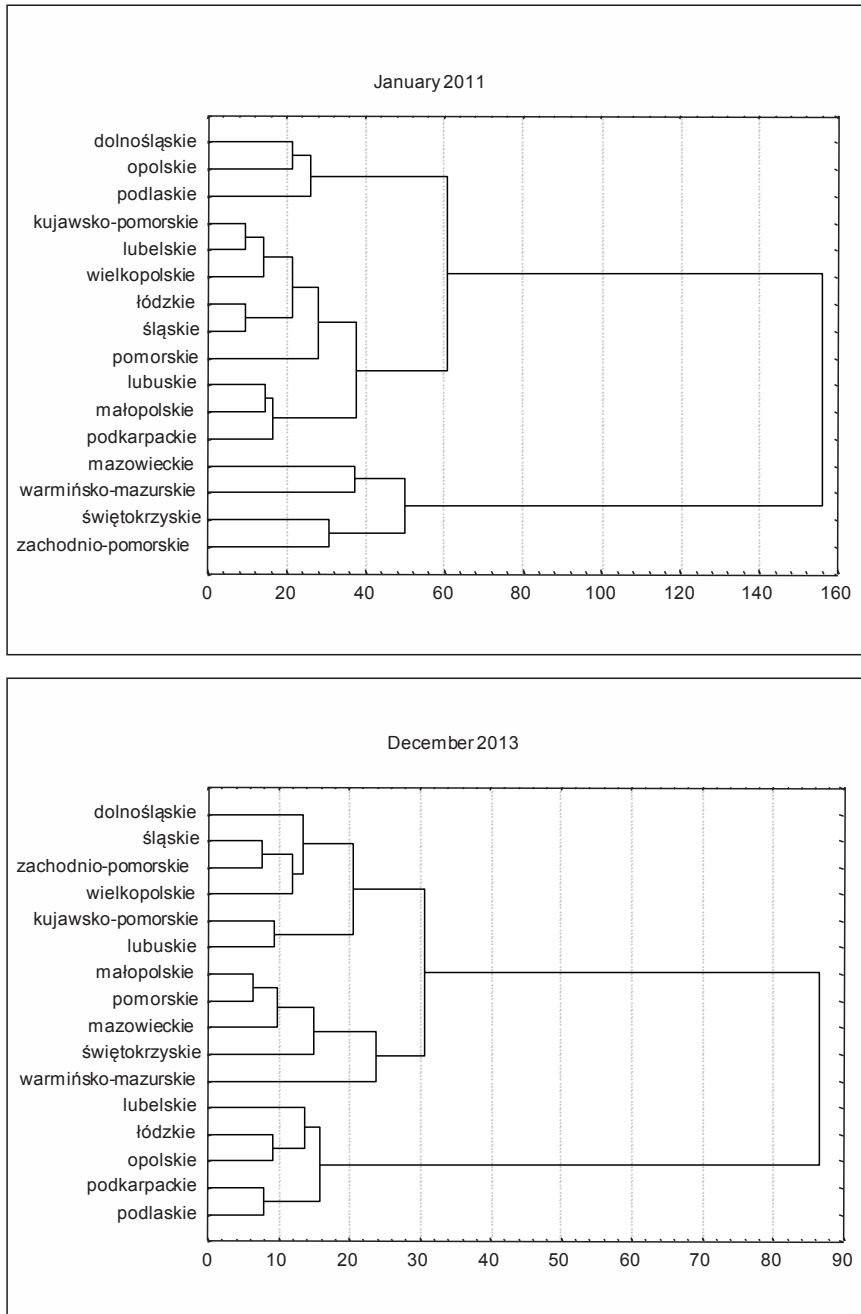 January 2011
dolnośląskie
opolskie
podlaskie
kujawsko-pomorskie
lubelskie
wielkopolskie
łódzkie
śląskie
pomorskie
lubuskie
małopolskie
podkarpackie
mazowieckie
warmińsko-mazurskie
świętokrzyskie
zachodnio-pomorskie
0 20 40 60 80 100 120 140 160
December 2013
dolnośląskie
śląskie
zachodnio-pomorskie
wielkopolskie
kujawsko-pomorskie
lubuskie
małopolskie
pomorskie
mazowieckie
świętokrzyskie
warmińsko-mazurskie
lubelskie
łódzkie
opolskie
podkarpackie
podlaskie
0 10 20 30 40 50 60 70 80 90